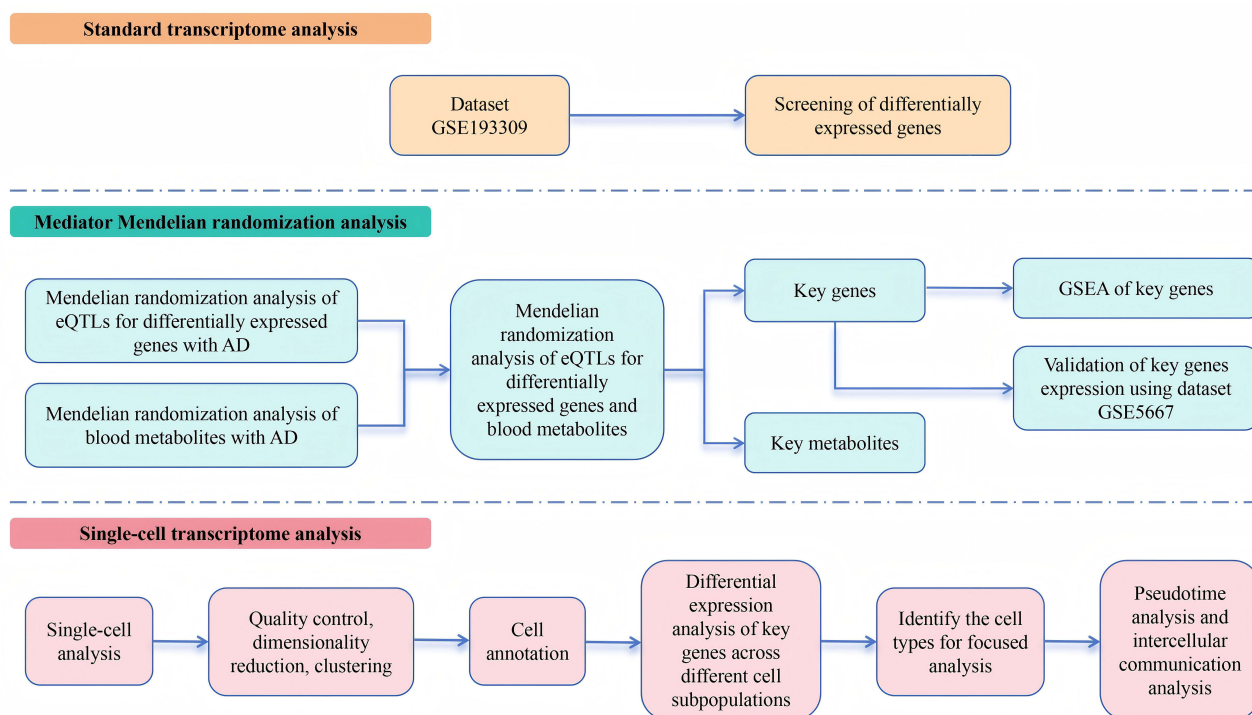 Standard transcriptome analysis
Dataset
GSE193309
Screening of differentially
expressed genes
Mediator Mendelian randomization analysis
Mendelian randomization analysis of
eQTLs for differentially expressed
genes with AD
Mendelian randomization analysis of
blood metabolites with AD
Mendelian
randomization
analysis of eQTLs for
differentially
expressed genes and
blood metabolites
Key genes
GSEA of key genes
Validation of key genes
expression using dataset
GSE5667
Key metabolites
Single-cell transcriptome analysis
Single-cell
analysis
Quality control,
dimensionality
reduction, clustering
Cell
annotation
Differential
expression
analysis of key
genes across
different cell
subpopulations
Identify the cell
types for focused
analysis
Pseudotime
analysis and
intercellular
communication
analysis